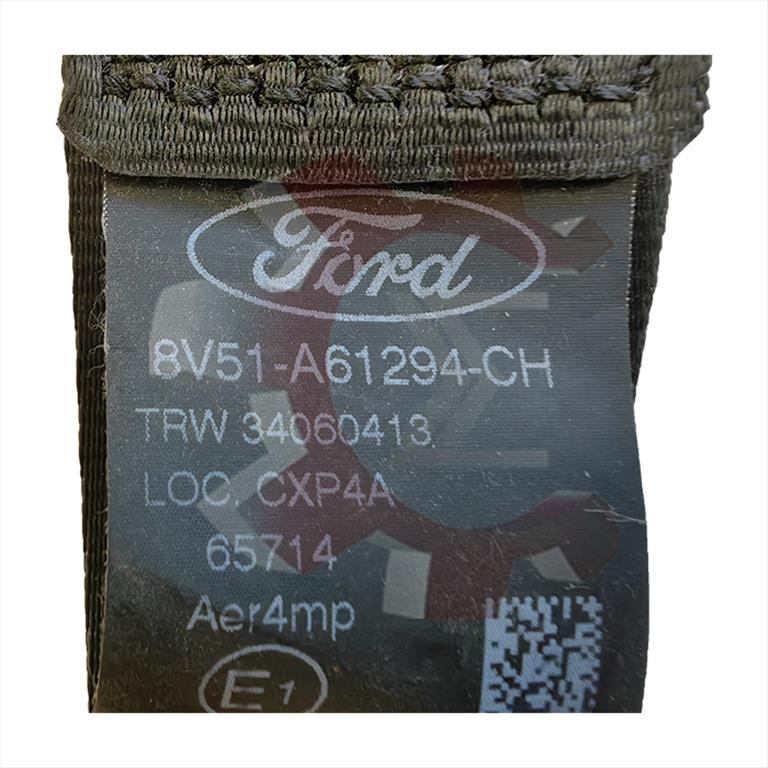 Ford
8V51-A61294-CH
TRW 34060413
LOC. CXP4A
65714
Aer4mp
E1